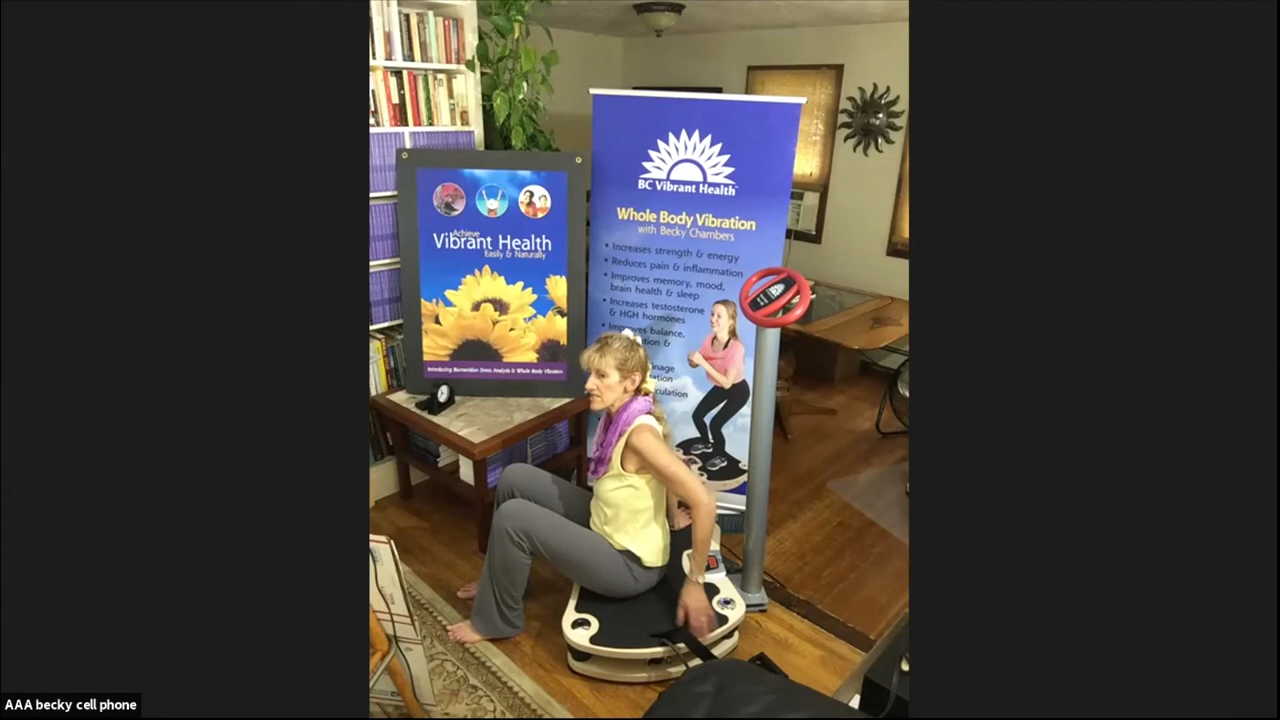 Achieve
Vibrant Health
Easily & Naturally
Introducing Biomeridian Stress Analysis & Whole Body Vibration
BC Vibrant Health
Whole Body Vibration
with Becky Chambers
• Increases strength & energy
• Reduces pain & inflammation
• Improves memory, mood,
brain health & sleep
• Increases testosterone
& HGH hormones
• Improves balance,
&
AAA becky cell phone